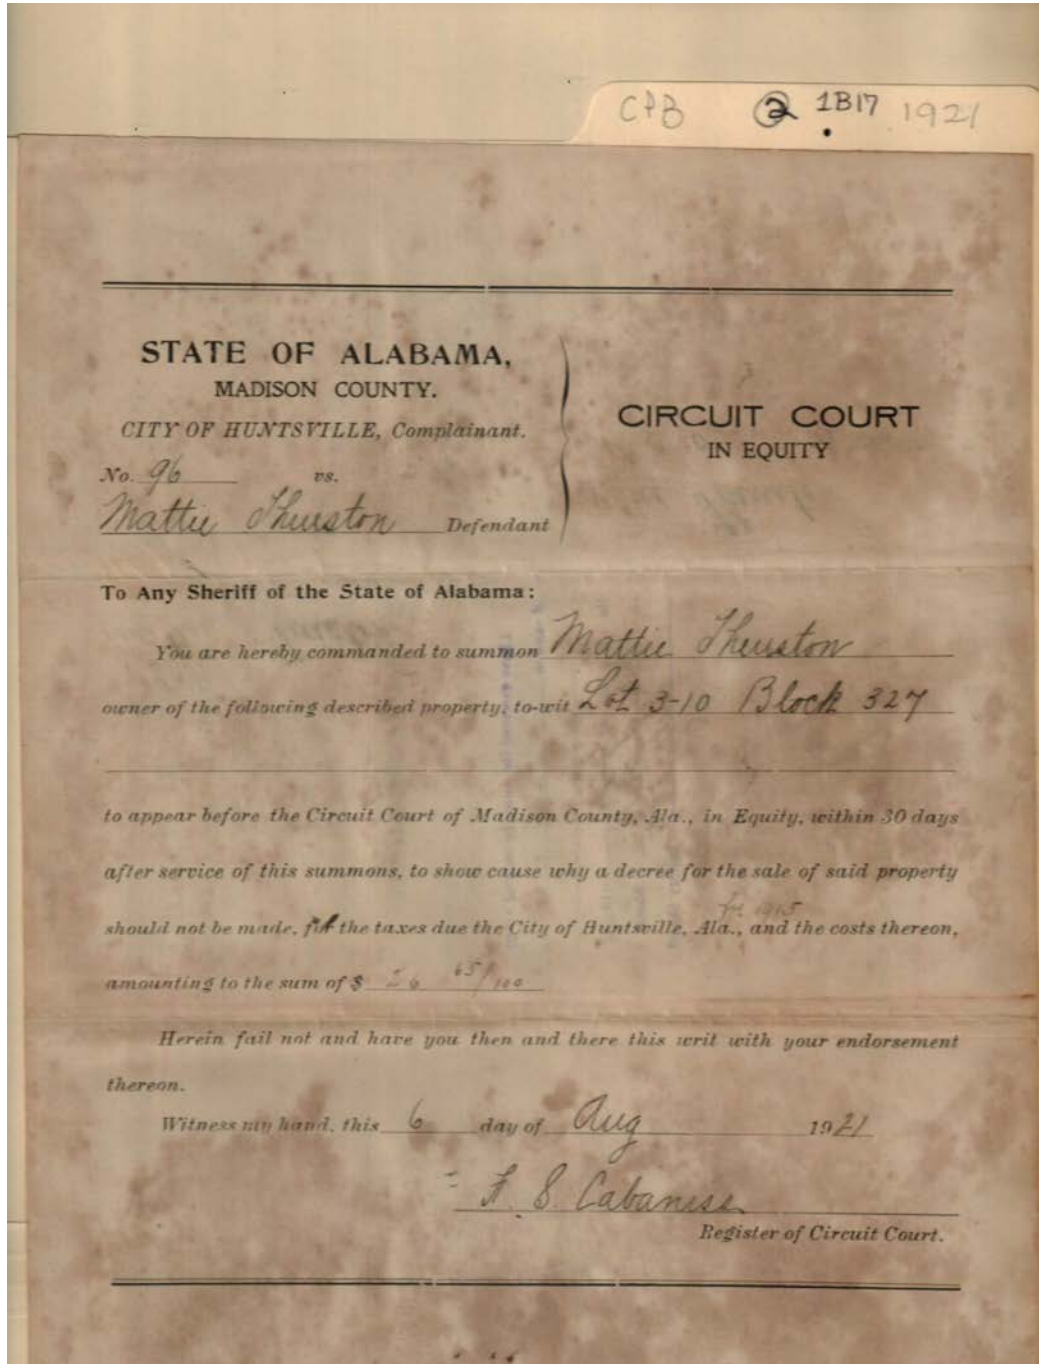 CPB ② 1B17 1921
STATE OF ALABAMA,
MADISON COUNTY.
CITY OF HUNTSVILLE, Complainant.
No. 96 vs.
Mattie Thurston Defendant
CIRCUIT COURT
IN EQUITY
To Any Sheriff of the State of Alabama:
You are hereby commanded to summon Mattie Thurston
owner of the following described property, to-wit Lot 3-10 Block 327
to appear before the Circuit Court of Madison County, Ala., in Equity, within 30 days
after service of this summons, to show cause why a decree for the sale of said property
for 1915
should not be made, for the taxes due the City of Huntsville, Ala., and the costs thereon,
amounting to the sum of $ 26 65/100
Herein fail not and have you then and there this writ with your endorsement
thereon.
Witness my hand, this 6 day of Aug 1921
F. S. Cabaniss
Register of Circuit Court.